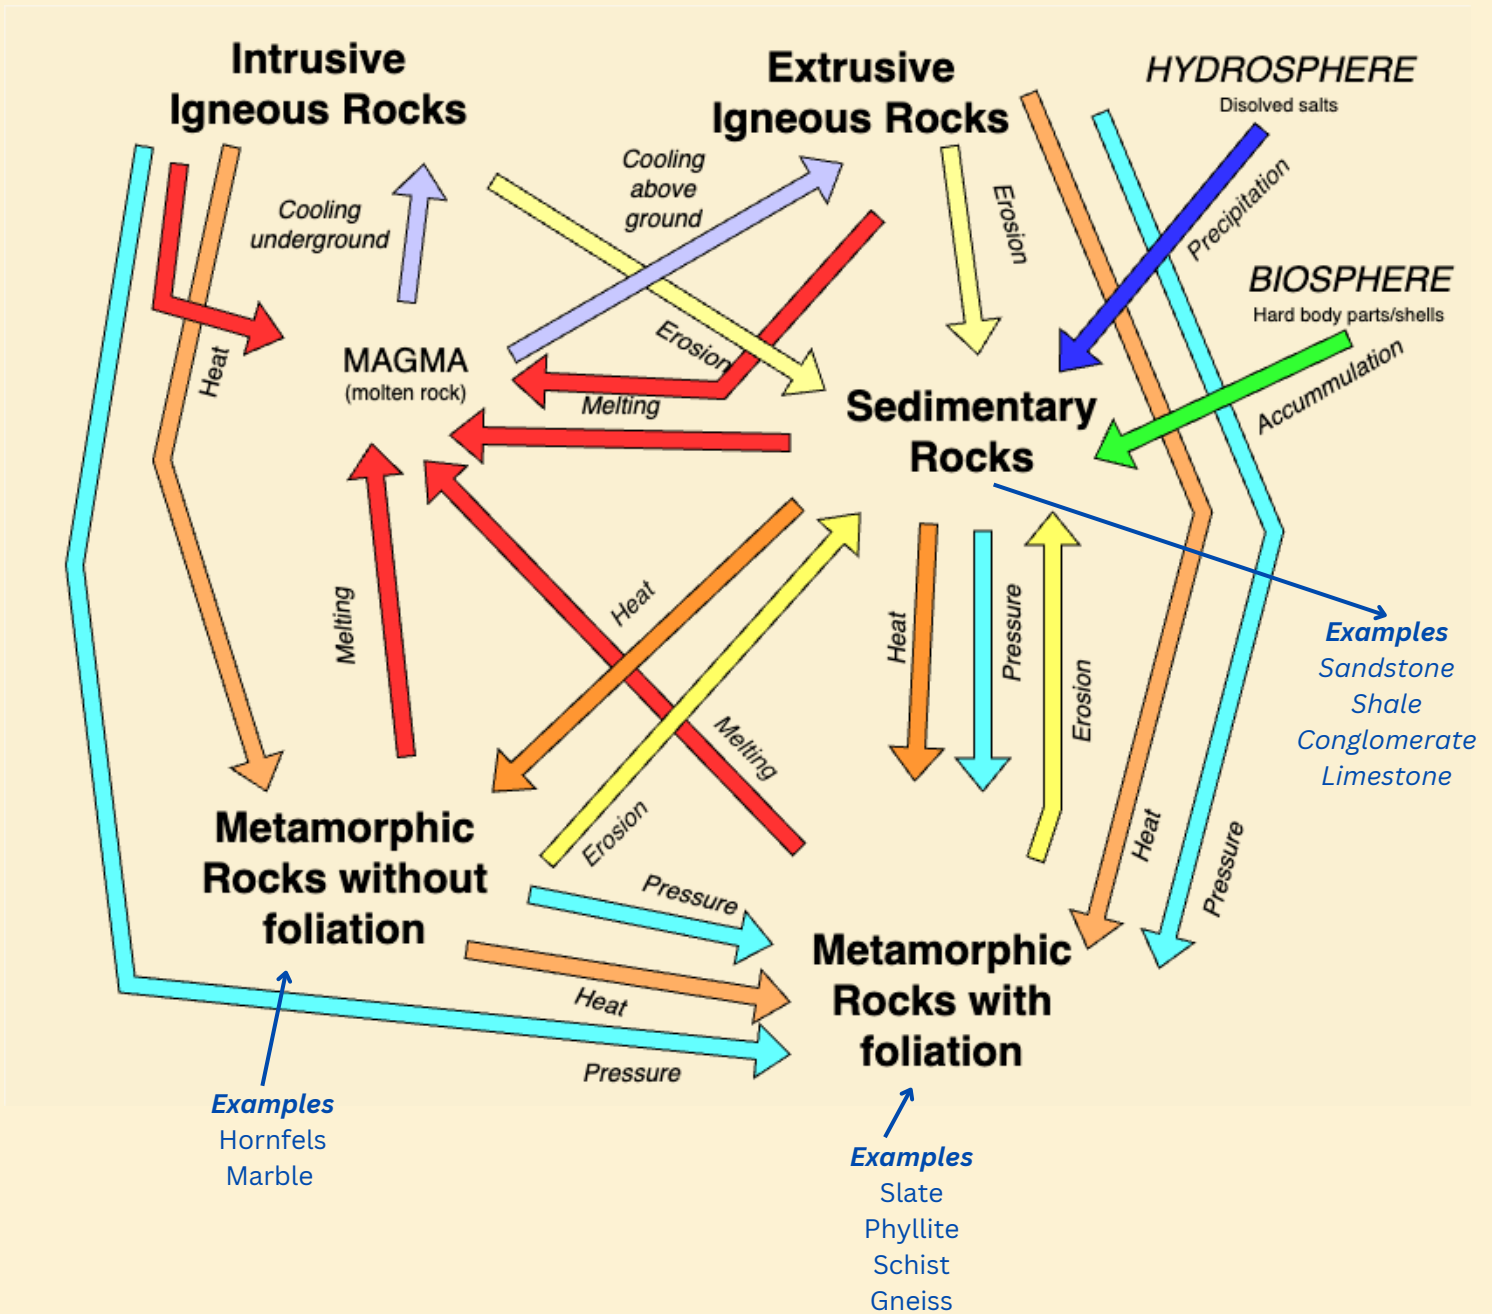 Intrusive
Igneous Rocks
Extrusive
Igneous Rocks
HYDROSPHERE
Disolved salts
Cooling
underground
Cooling
above
ground
Erosion
Precipitation
BIOSPHERE
Hard body parts/shells
Accummulation
Heat
MAGMA
(molten rock)
Erosion
Melting
Sedimentary
Rocks
Melting
Heat
Heat
Pressure
Erosion
Melting
Examples
Sandstone
Shale
Conglomerate
Limestone
Metamorphic
Rocks without
foliation
Erosion
Pressure
Heat
Pressure
Heat
Pressure
Metamorphic
Rocks with
foliation
Examples
Hornfels
Marble
Examples
Slate
Phyllite
Schist
Gneiss